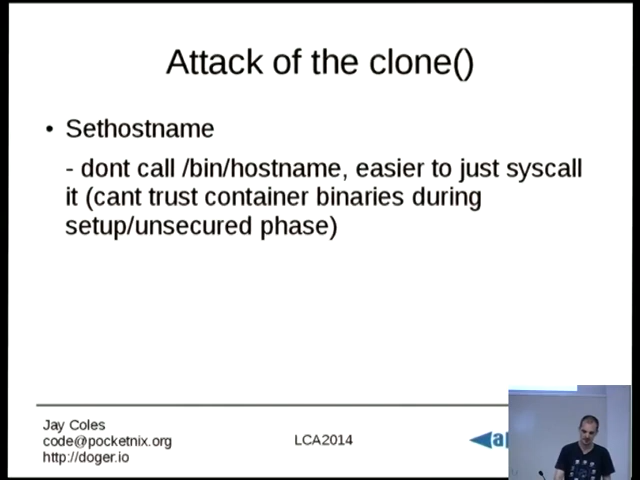 Attack of the clone()
• Sethostname
- dont call /bin/hostname, easier to just syscall
it (cant trust container binaries during
setup/unsecured phase)
Jay Coles
code@pocketnix.org
http://doger.io
LCA2014